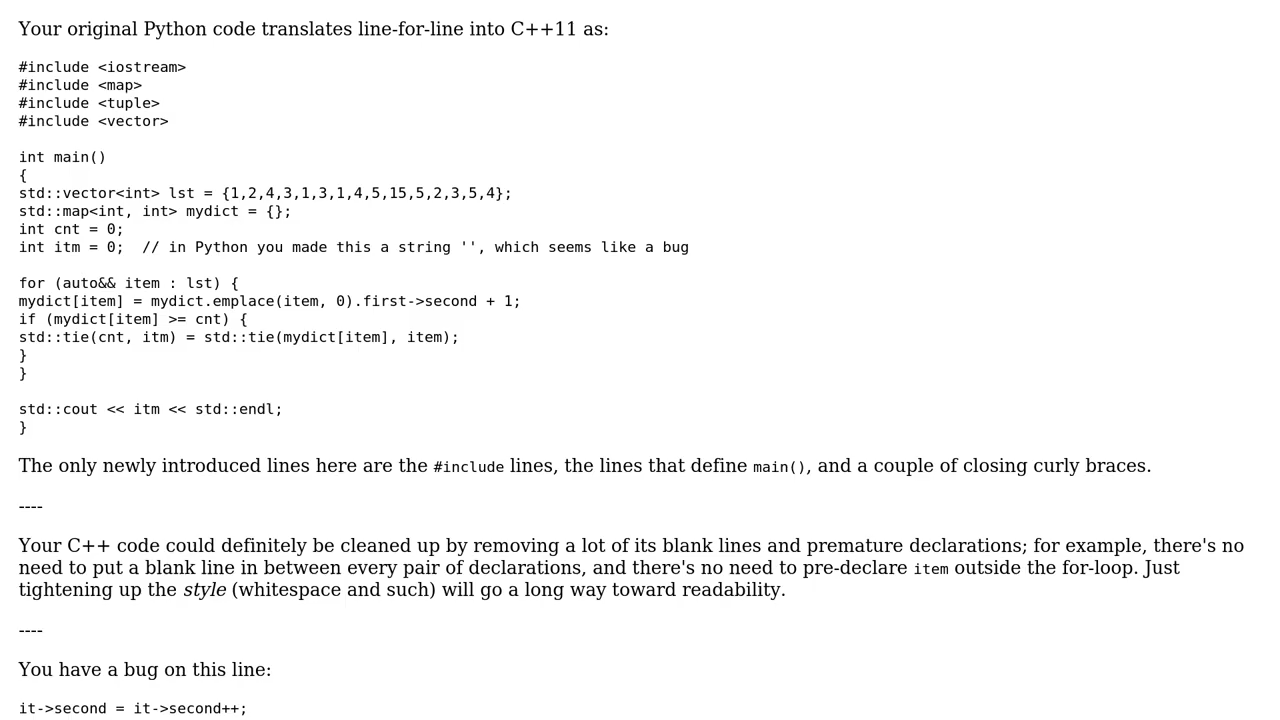 Your original Python code translates line-for-line into C++11 as:
#include <iostream>
#include <map>
#include <tuple>
#include <vector>
int main()
{
std::vector<int> lst = {1,2,4,3,1,3,1,4,5,15,5,2,3,5,4};
std::map<int, int> mydict = {};
int cnt = 0;
int itm = 0;  // in Python you made this a string '', which seems like a bug
for (auto&& item : lst) {
mydict[item] = mydict.emplace(item, 0).first->second + 1;
if (mydict[item] >= cnt) {
std::tie(cnt, itm) = std::tie(mydict[item], item);
}
}
std::cout << itm << std::endl;
}
The only newly introduced lines here are the #include lines, the lines that define main(), and a couple of closing curly braces.
----
Your C++ code could definitely be cleaned up by removing a lot of its blank lines and premature declarations; for example, there's no
need to put a blank line in between every pair of declarations, and there's no need to pre-declare item outside the for-loop. Just
tightening up the style (whitespace and such) will go a long way toward readability.
----
You have a bug on this line:
it->second = it->second++;